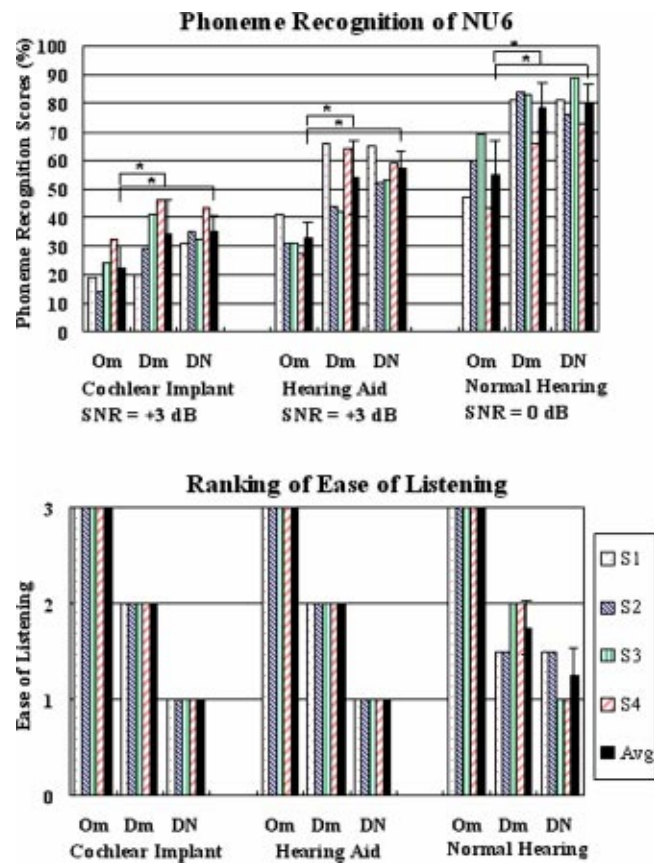 Phoneme Recognition of NU6
Phoneme Recognition Scores (%)
100
90
80
70
60
50
40
30
20
10
0
* * * * * *
Om Dm DN Om Dm DN Om Dm DN
Cochlear Implant Hearing Aid Normal Hearing
SNR = +3 dB SNR = +3 dB SNR = 0 dB
Ranking of Ease of Listening
Ease of Listening
3
2
1
0
S1
S2
S3
S4
Avg
Om Dm DN Om Dm DN Om Dm DN
Cochlear Implant Hearing Aid Normal Hearing